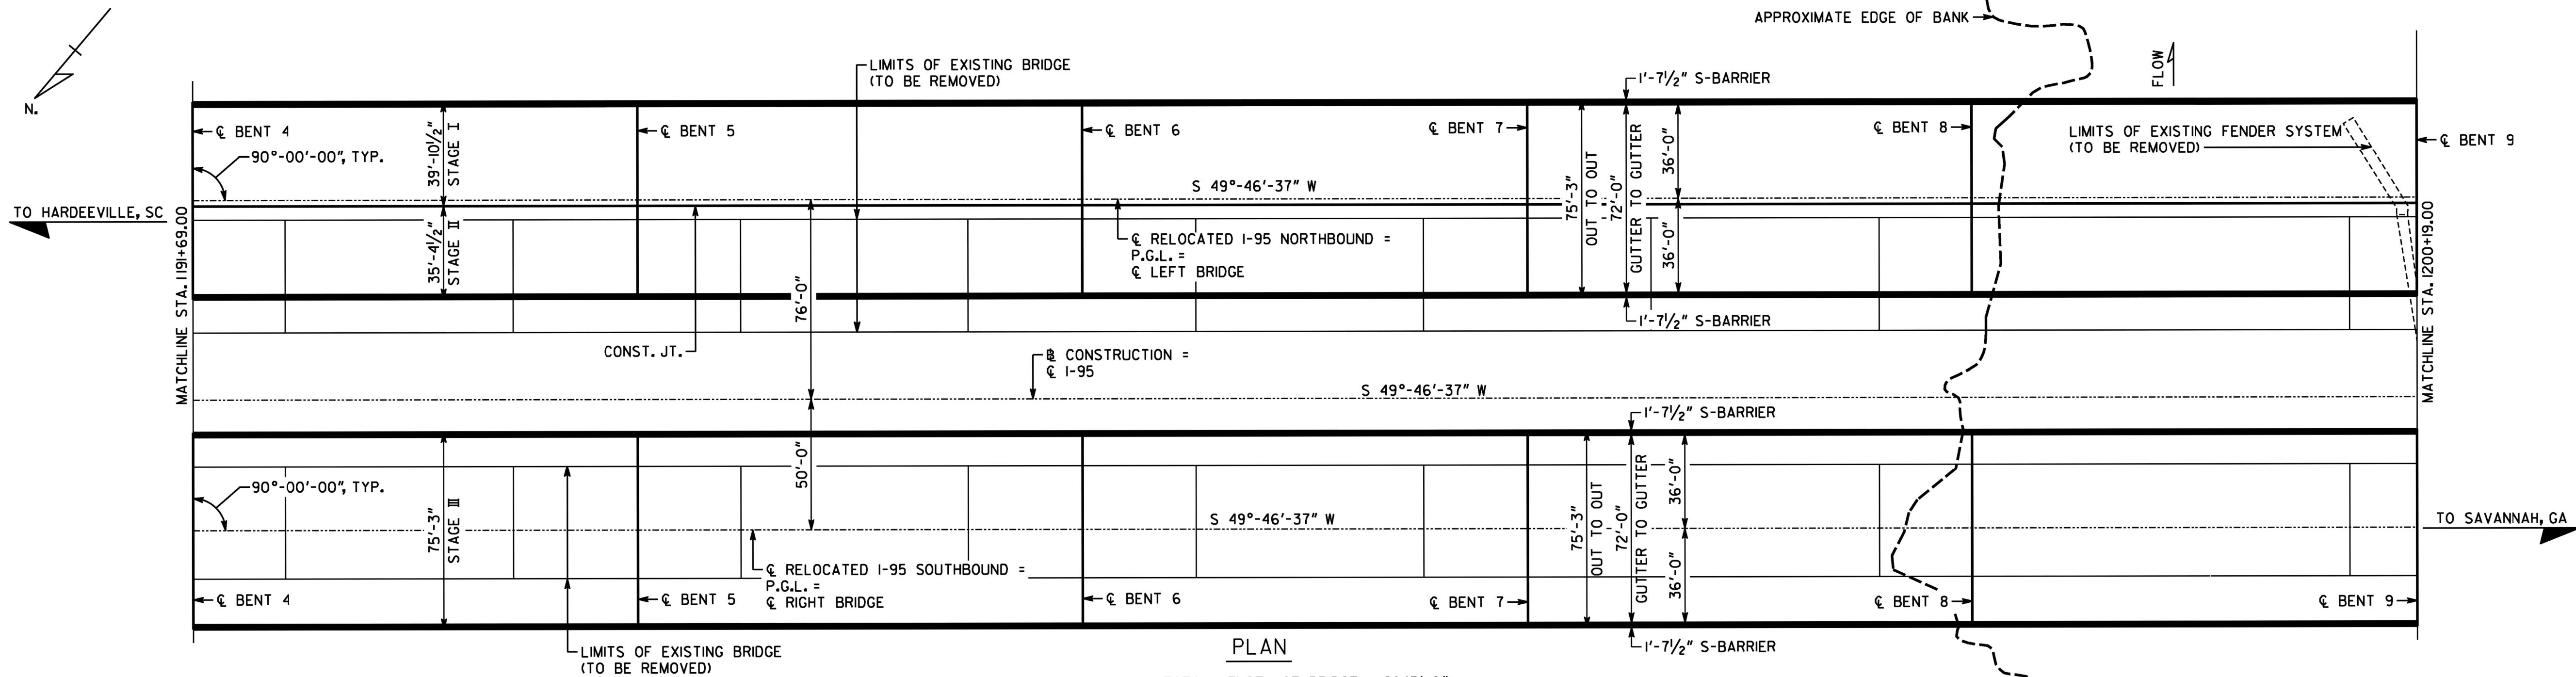 APPROXIMATE EDGE OF BANK
N.
LIMITS OF EXISTING BRIDGE
(TO BE REMOVED)
1'-7½" S-BARRIER
FLOW
℄ BENT 4
℄ BENT 5
℄ BENT 6
℄ BENT 7
℄ BENT 8
LIMITS OF EXISTING FENDER SYSTEM
(TO BE REMOVED)
℄ BENT 9
90°-00'-00", TYP.
39'-10½"
STAGE I
36'-0"
75'-3"
OUT TO OUT
72'-0"
GUTTER TO GUTTER
S 49°-46'-37" W
TO HARDEEVILLE, SC
MATCHLINE STA. 1191+69.00
35'-4½"
STAGE II
℄ RELOCATED I-95 NORTHBOUND =
P.G.L. =
℄ LEFT BRIDGE
36'-0"
MATCHLINE STA. 1200+19.00
76'-0"
1'-7½" S-BARRIER
CONST. JT.
℄ CONSTRUCTION =
℄ I-95
S 49°-46'-37" W
1'-7½" S-BARRIER
50'-0"
90°-00'-00", TYP.
75'-3"
STAGE III
S 49°-46'-37" W
75'-3"
OUT TO OUT
72'-0"
GUTTER TO GUTTER
36'-0"
36'-0"
TO SAVANNAH, GA
℄ RELOCATED I-95 SOUTHBOUND =
P.G.L. =
℄ RIGHT BRIDGE
℄ BENT 4
℄ BENT 5
℄ BENT 6
℄ BENT 7
℄ BENT 8
℄ BENT 9
LIMITS OF EXISTING BRIDGE
(TO BE REMOVED)
PLAN
1'-7½" S-BARRIER